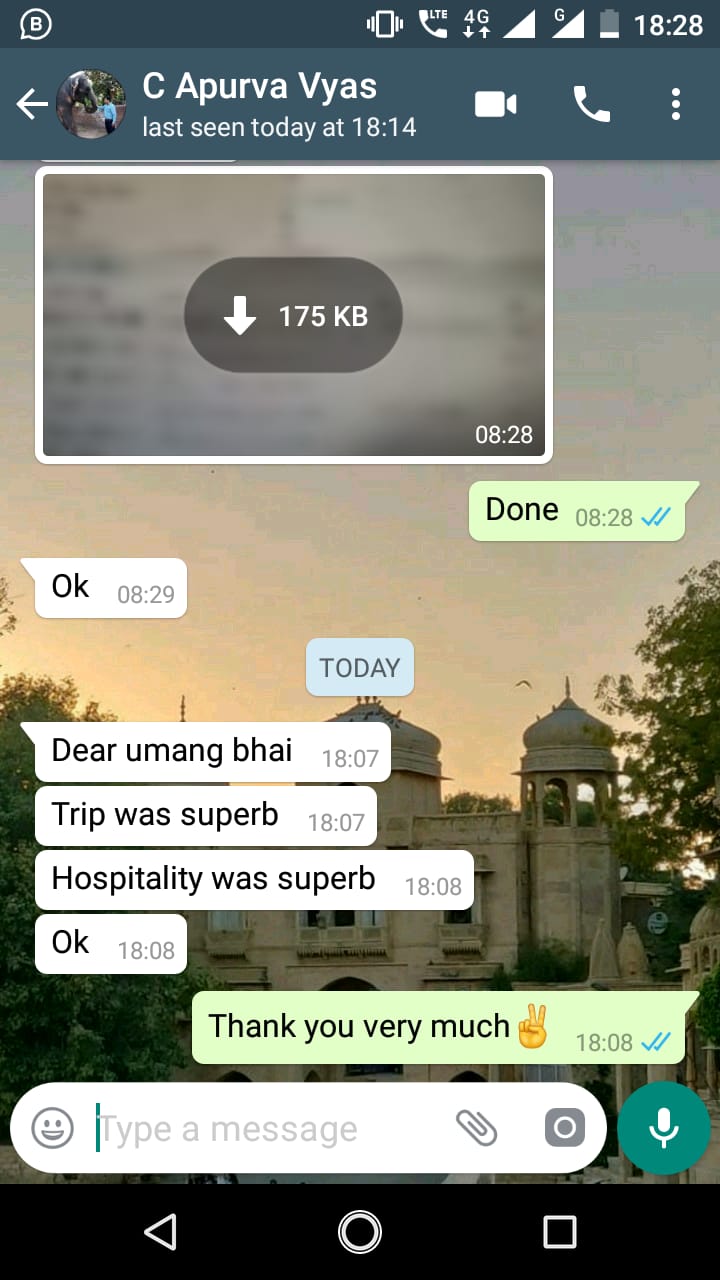 B LTE 4G G 18:28
C Apurva Vyas
last seen today at 18:14
175 KB
08:28
Done 08:28
Ok 08:29
TODAY
Dear umang bhai 18:07
Trip was superb 18:07
Hospitality was superb 18:08
Ok 18:08
Thank you very much✌ 18:08
Type a message